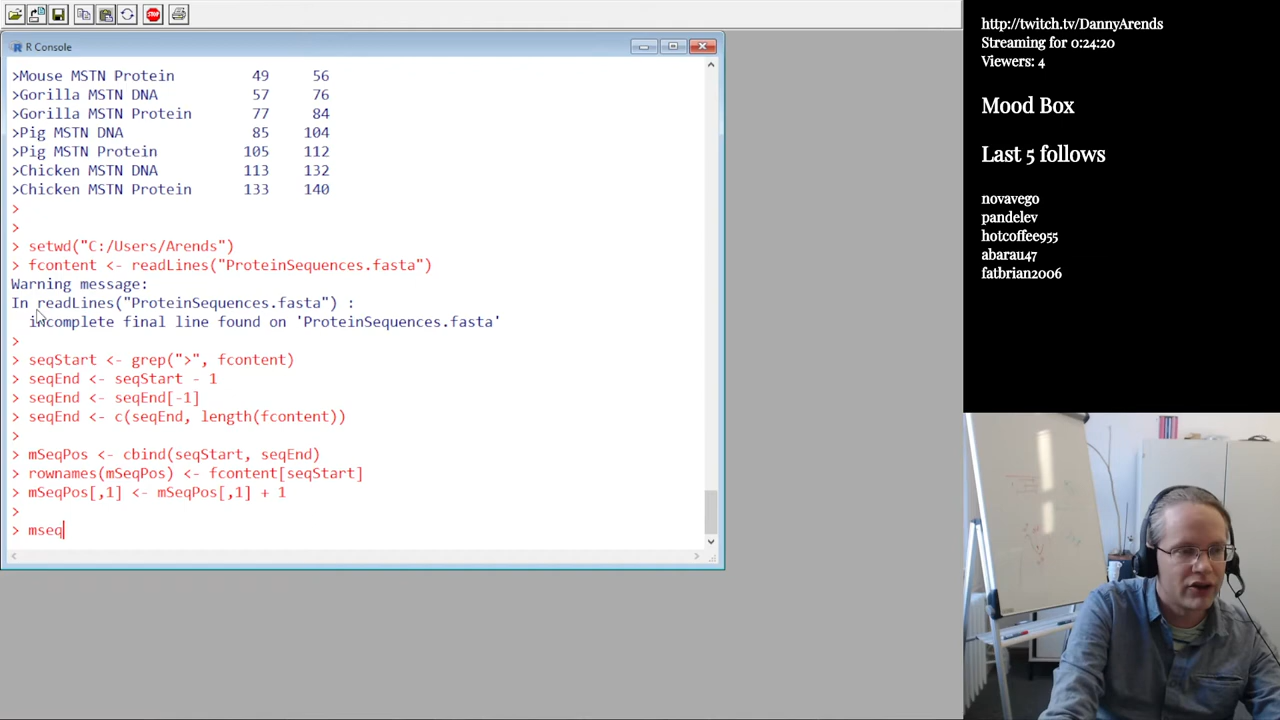 R Console
>Mouse MSTN Protein 49 56
>Gorilla MSTN DNA 57 76
>Gorilla MSTN Protein 77 84
>Pig MSTN DNA 85 104
>Pig MSTN Protein 105 112
>Chicken MSTN DNA 113 132
>Chicken MSTN Protein 133 140
>
>
> setwd("C:/Users/Arends")
> fcontent <- readLines("ProteinSequences.fasta")
Warning message:
In readLines("ProteinSequences.fasta") :
incomplete final line found on 'ProteinSequences.fasta'
>
> seqStart <- grep(">", fcontent)
> seqEnd <- seqStart - 1
> seqEnd <- seqEnd[-1]
> seqEnd <- c(seqEnd, length(fcontent))
>
> mSeqPos <- cbind(seqStart, seqEnd)
> rownames(mSeqPos) <- fcontent[seqStart]
> mSeqPos[,1] <- mSeqPos[,1] + 1
>
> mseq
STOP
http://twitch.tv/DannyArends
Streaming for 0:24:20
Viewers: 4
Mood Box
Last 5 follows
novavego
pandelev
hotcoffee955
abarau47
fatbrian2006